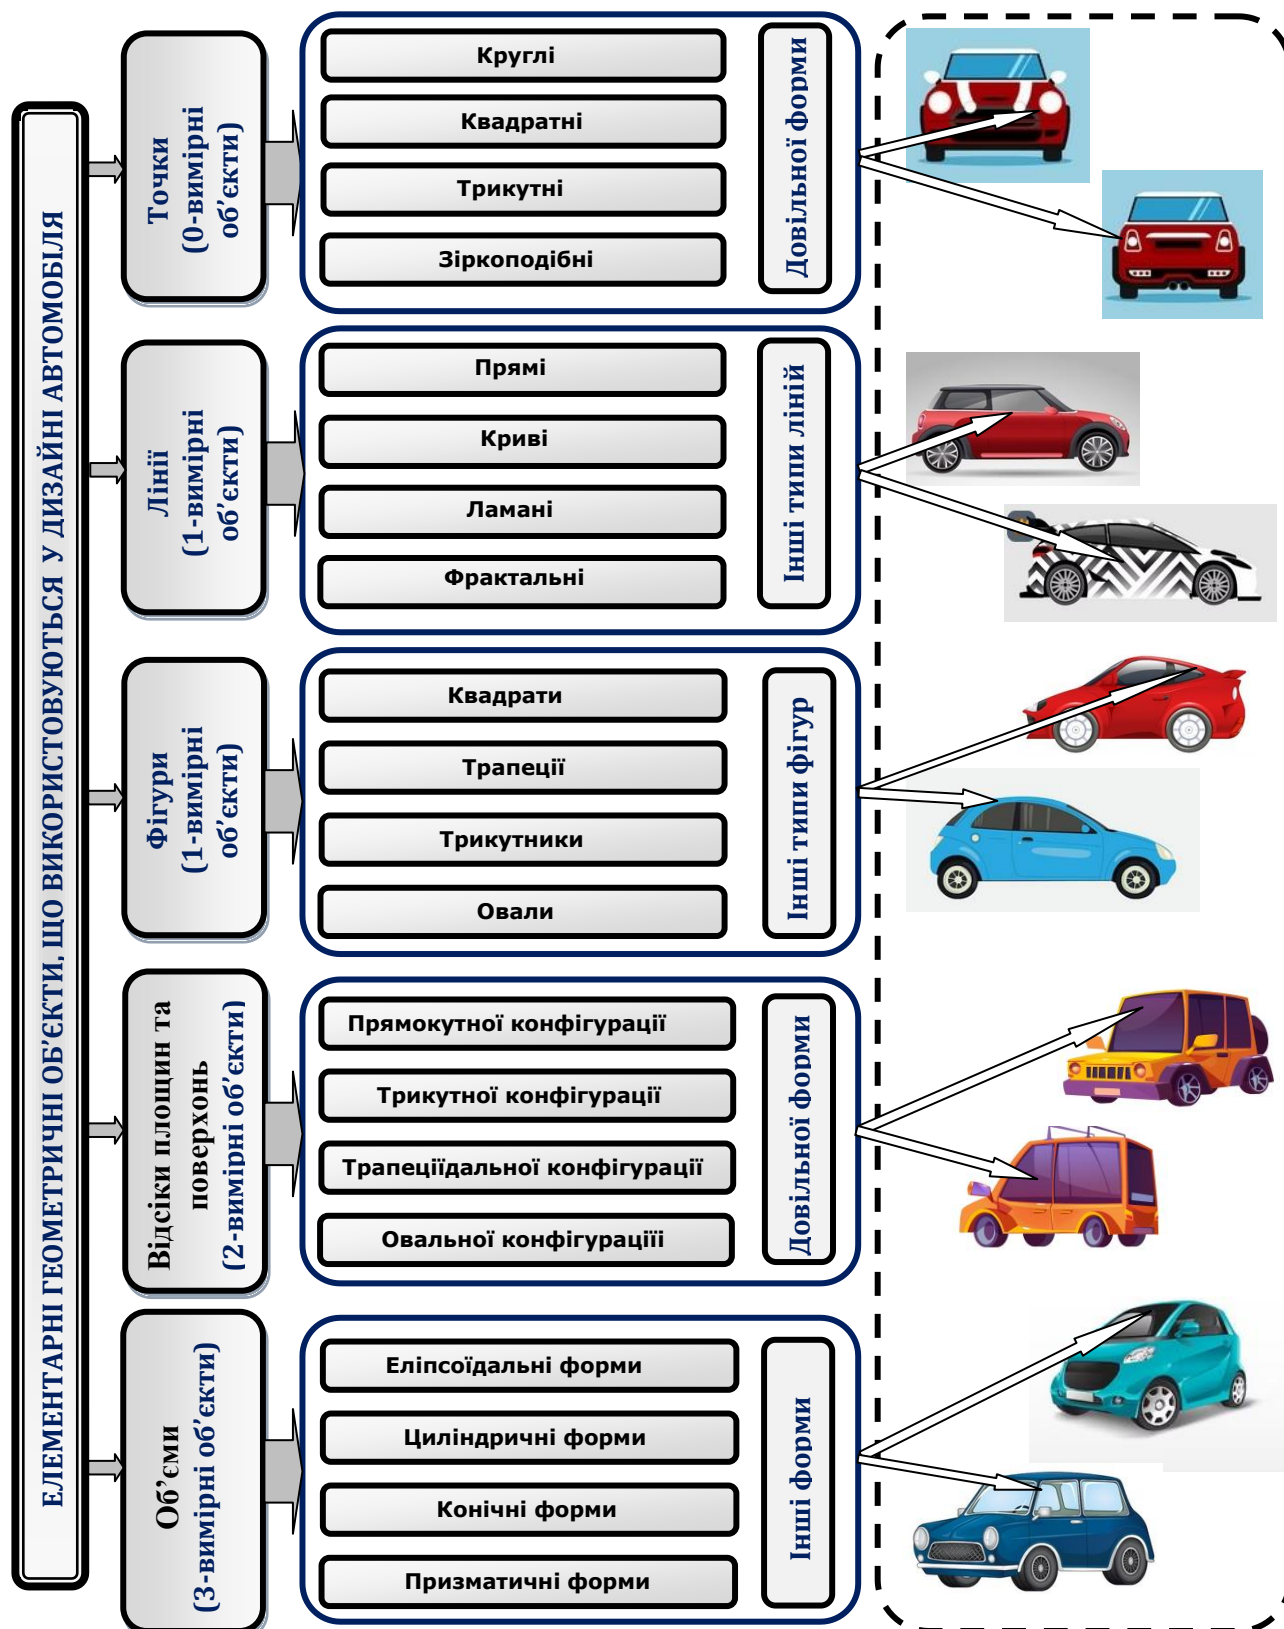 ЕЛЕМЕНТАРНІ ГЕОМЕТРИЧНІ ОБ’ЄКТИ, ЩО ВИКОРИСТОВУЮТЬСЯ У ДИЗАЙНІ АВТОМОБІЛЯ
Точки
(0-вимірні
об’єкти)
Круглі
Квадратні
Трикутні
Зіркоподібні
Довільної форми
Лінії
(1-вимірні
об’єкти)
Прямі
Криві
Ламані
Фрактальні
Інші типи ліній
Фігури
(1-вимірні
об’єкти)
Квадрати
Трапеції
Трикутники
Овали
Інші типи фігур
Відсіки площин та
поверхонь
(2-вимірні об’єкти)
Прямокутної конфігурації
Трикутної конфігурації
Трапеціїдальної конфігурації
Овальної конфігураціїі
Довільної форми
Об’єми
(3-вимірні об’єкти)
Еліпсоїдальні форми
Циліндричні форми
Конічні форми
Призматичні форми
Інші форми